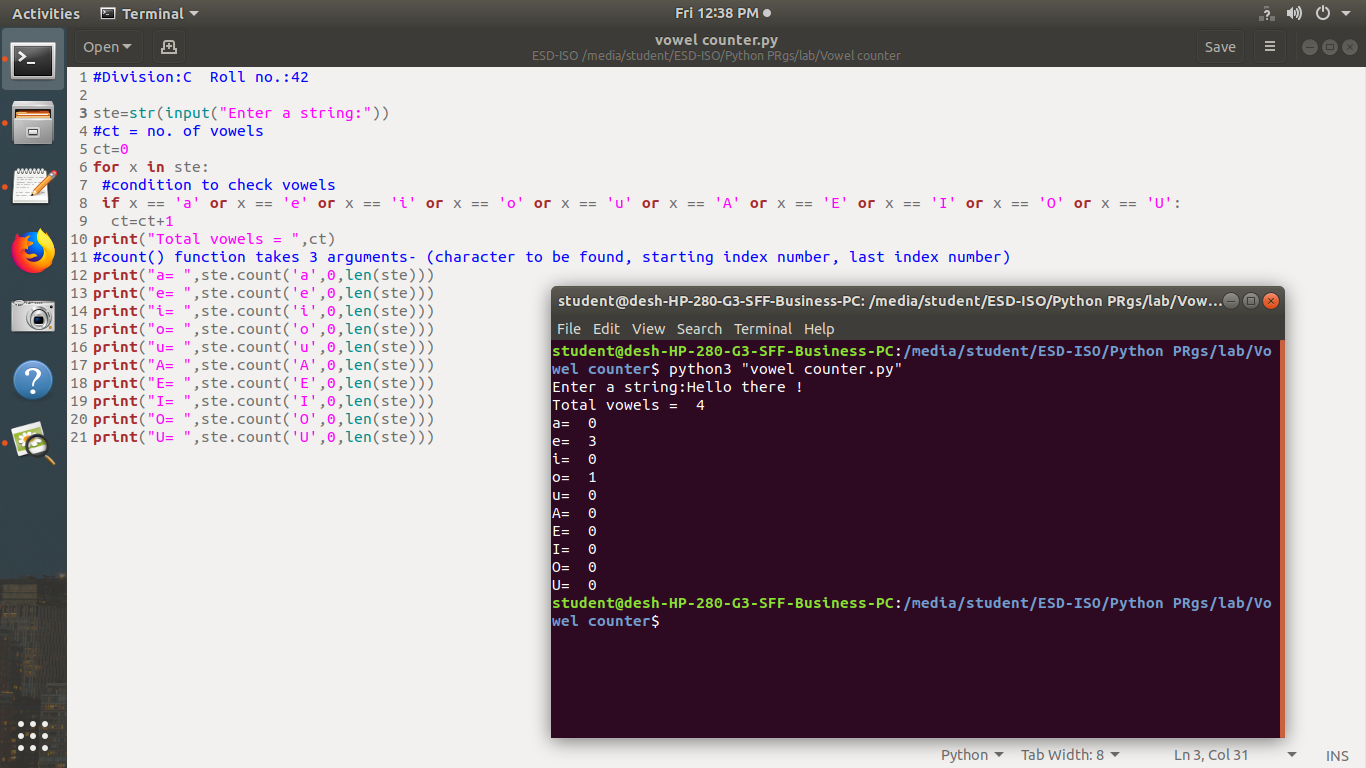 Activities Terminal Fri 12:38 PM
Open vowel counter.py Save
ESD-ISO /media/student/ESD-ISO/Python PRgs/lab/Vowel counter
1 #Division:C  Roll no.:42
2
3 ste=str(input("Enter a string:"))
4 #ct = no. of vowels
5 ct=0
6 for x in ste:
7  #condition to check vowels
8  if x == 'a' or x == 'e' or x == 'i' or x == 'o' or x == 'u' or x == 'A' or x == 'E' or x == 'I' or x == 'O' or x == 'U':
9   ct=ct+1
10 print("Total vowels = ",ct)
11 #count() function takes 3 arguments- (character to be found, starting index number, last index number)
12 print("a= ",ste.count('a',0,len(ste)))
13 print("e= ",ste.count('e',0,len(ste)))
14 print("i= ",ste.count('i',0,len(ste)))
15 print("o= ",ste.count('o',0,len(ste)))
16 print("u= ",ste.count('u',0,len(ste)))
17 print("A= ",ste.count('A',0,len(ste)))
18 print("E= ",ste.count('E',0,len(ste)))
19 print("I= ",ste.count('I',0,len(ste)))
20 print("O= ",ste.count('O',0,len(ste)))
21 print("U= ",ste.count('U',0,len(ste)))
student@desh-HP-280-G3-SFF-Business-PC: /media/student/ESD-ISO/Python PRgs/lab/Vow...
File Edit View Search Terminal Help
student@desh-HP-280-G3-SFF-Business-PC:/media/student/ESD-ISO/Python PRgs/lab/Vo
wel counter$ python3 "vowel counter.py"
Enter a string:Hello there !
Total vowels =  4
a=  0
e=  3
i=  0
o=  1
u=  0
A=  0
E=  0
I=  0
O=  0
U=  0
student@desh-HP-280-G3-SFF-Business-PC:/media/student/ESD-ISO/Python PRgs/lab/Vo
wel counter$
Python Tab Width: 8 Ln 3, Col 31 INS